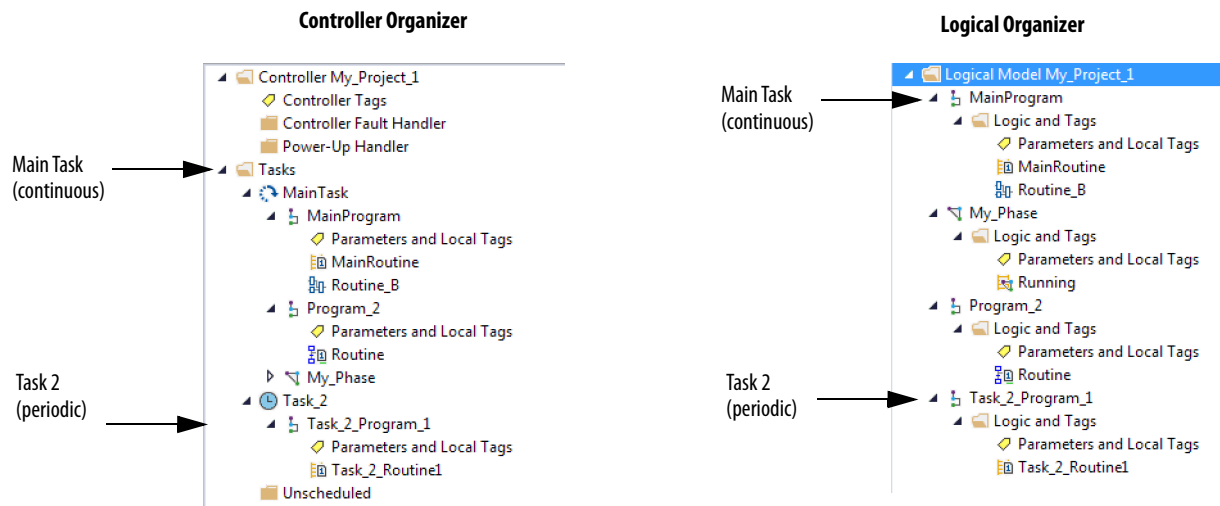 Controller Organizer
Controller My_Project_1
Controller Tags
Controller Fault Handler
Power-Up Handler
Main Task
(continuous)
Tasks
MainTask
MainProgram
Parameters and Local Tags
MainRoutine
Routine_B
Program_2
Parameters and Local Tags
Routine
My_Phase
Task 2
(periodic)
Task_2
Task_2_Program_1
Parameters and Local Tags
Task_2_Routine1
Unscheduled
Logical Organizer
Logical Model My_Project_1
Main Task
(continuous)
MainProgram
Logic and Tags
Parameters and Local Tags
MainRoutine
Routine_B
My_Phase
Logic and Tags
Parameters and Local Tags
Running
Program_2
Logic and Tags
Parameters and Local Tags
Routine
Task 2
(periodic)
Task_2_Program_1
Logic and Tags
Parameters and Local Tags
Task_2_Routine1